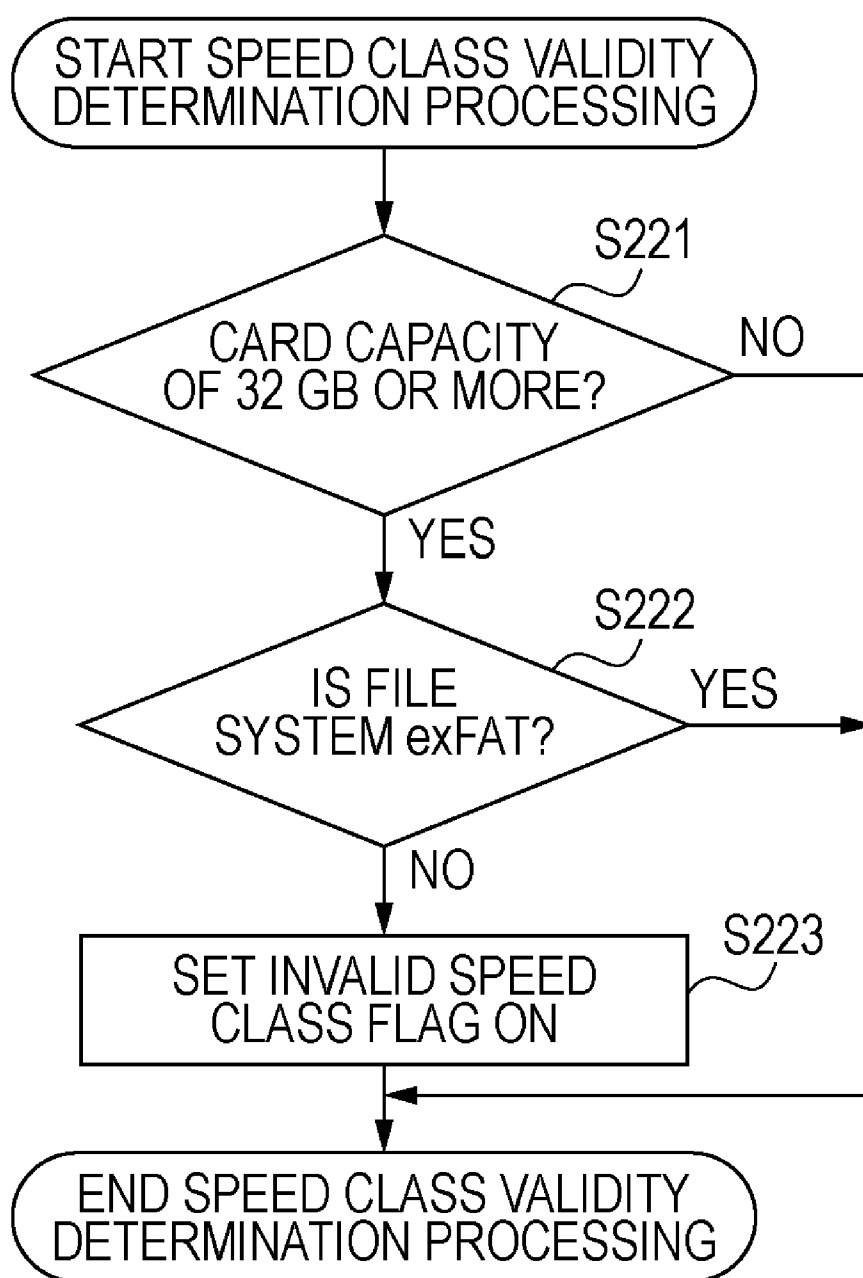 START SPEED CLASS VALIDITY
DETERMINATION PROCESSING
S221
CARD CAPACITY
OF 32 GB OR MORE?
NO
YES
S222
IS FILE
SYSTEM exFAT?
YES
NO
S223
SET INVALID SPEED
CLASS FLAG ON
END SPEED CLASS VALIDITY
DETERMINATION PROCESSING